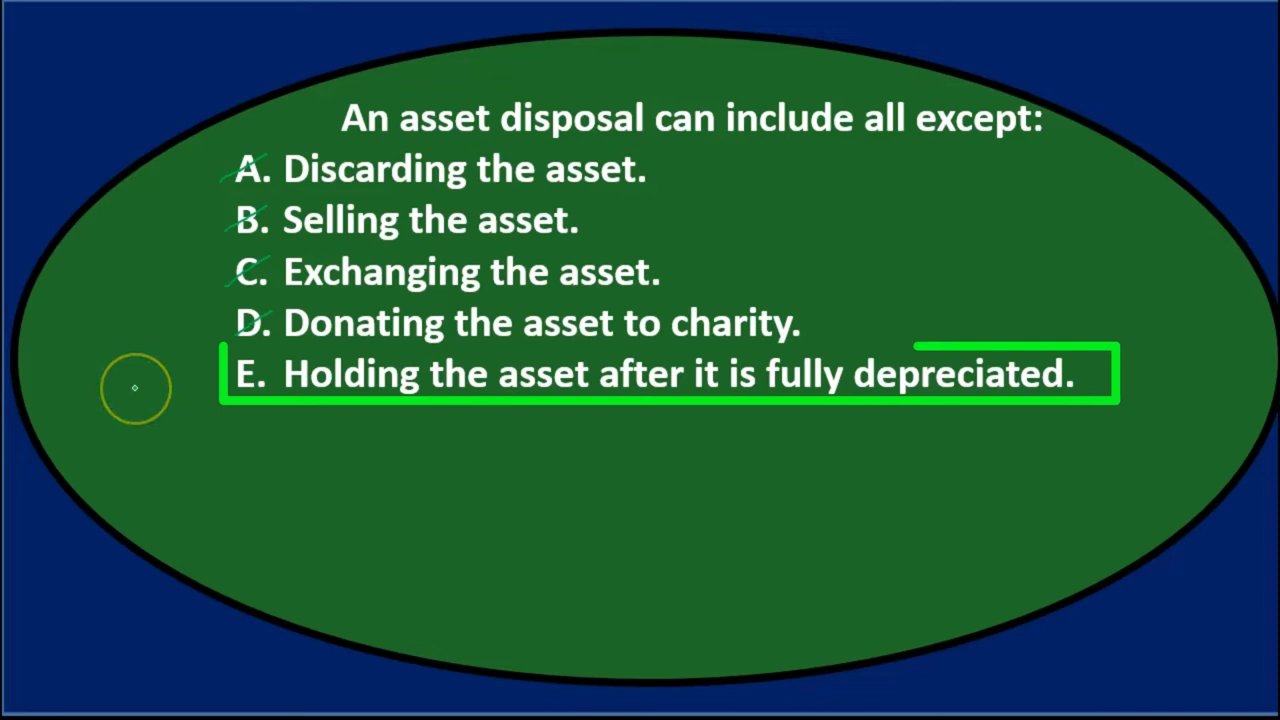 An asset disposal can include all except:
A. Discarding the asset.
B. Selling the asset.
C. Exchanging the asset.
D. Donating the asset to charity.
E. Holding the asset after it is fully depreciated.